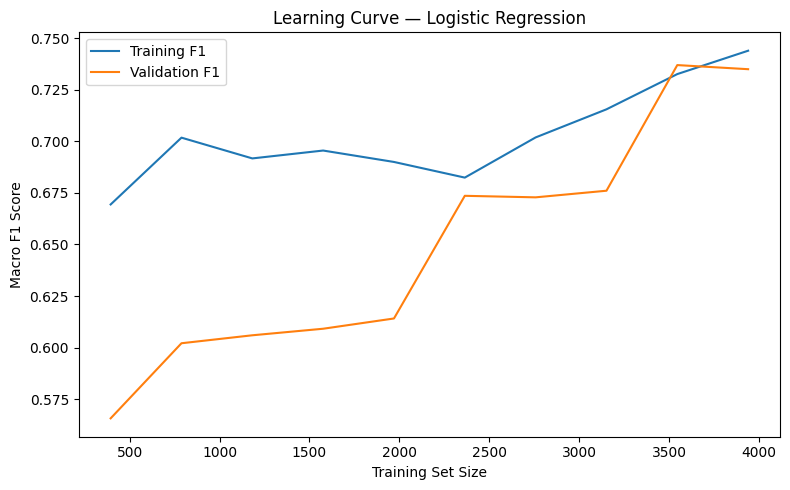 Learning Curve — Logistic Regression
Training F1
Validation F1
Macro F1 Score
0.750
0.725
0.700
0.675
0.650
0.625
0.600
0.575
500 1000 1500 2000 2500 3000 3500 4000
Training Set Size